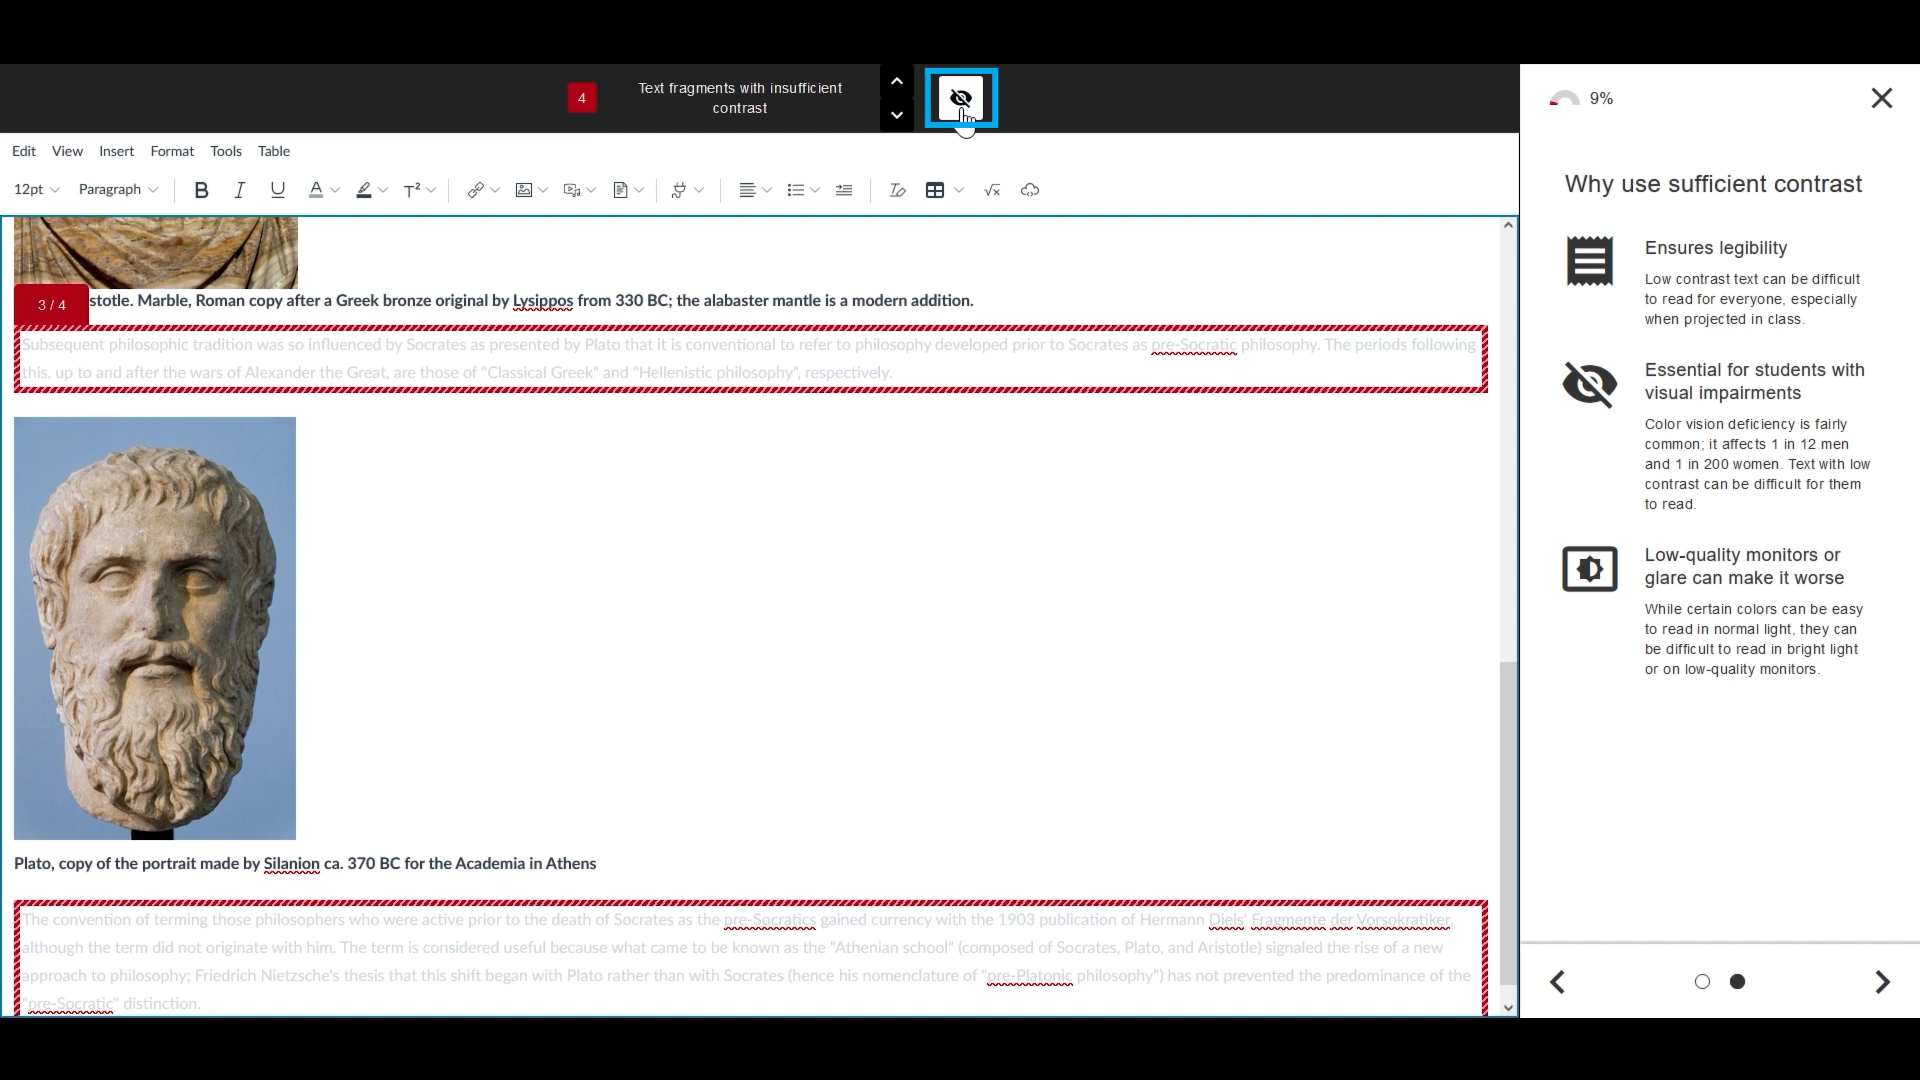 4
Text fragments with insufficient
contrast
9%
Edit View Insert Format Tools Table
12pt Paragraph B I U A T²
stotle. Marble, Roman copy after a Greek bronze original by Lysippos from 330 BC; the alabaster mantle is a modern addition.
3 / 4
Subsequent philosophic tradition was so influenced by Socrates as presented by Plato that it is conventional to refer to philosophy developed prior to Socrates as pre-Socratic philosophy. The periods following
this, up to and after the wars of Alexander the Great, are those of "Classical Greek" and "Hellenistic philosophy", respectively.
Plato, copy of the portrait made by Silanion ca. 370 BC for the Academia in Athens
The convention of terming those philosophers who were active prior to the death of Socrates as the pre-Socratics gained currency with the 1903 publication of Hermann Diels' Fragmente der Vorsokratiker,
although the term did not originate with him. The term is considered useful because what came to be known as the "Athenian school" (composed of Socrates, Plato, and Aristotle) signaled the rise of a new
approach to philosophy; Friedrich Nietzsche's thesis that this shift began with Plato rather than with Socrates (hence his nomenclature of "pre-Platonic philosophy") has not prevented the predominance of the
"pre-Socratic" distinction.
Why use sufficient contrast
Ensures legibility
Low contrast text can be difficult
to read for everyone, especially
when projected in class.
Essential for students with
visual impairments
Color vision deficiency is fairly
common; it affects 1 in 12 men
and 1 in 200 women. Text with low
contrast can be difficult for them
to read.
Low-quality monitors or
glare can make it worse
While certain colors can be easy
to read in normal light, they can
be difficult to read in bright light
or on low-quality monitors.